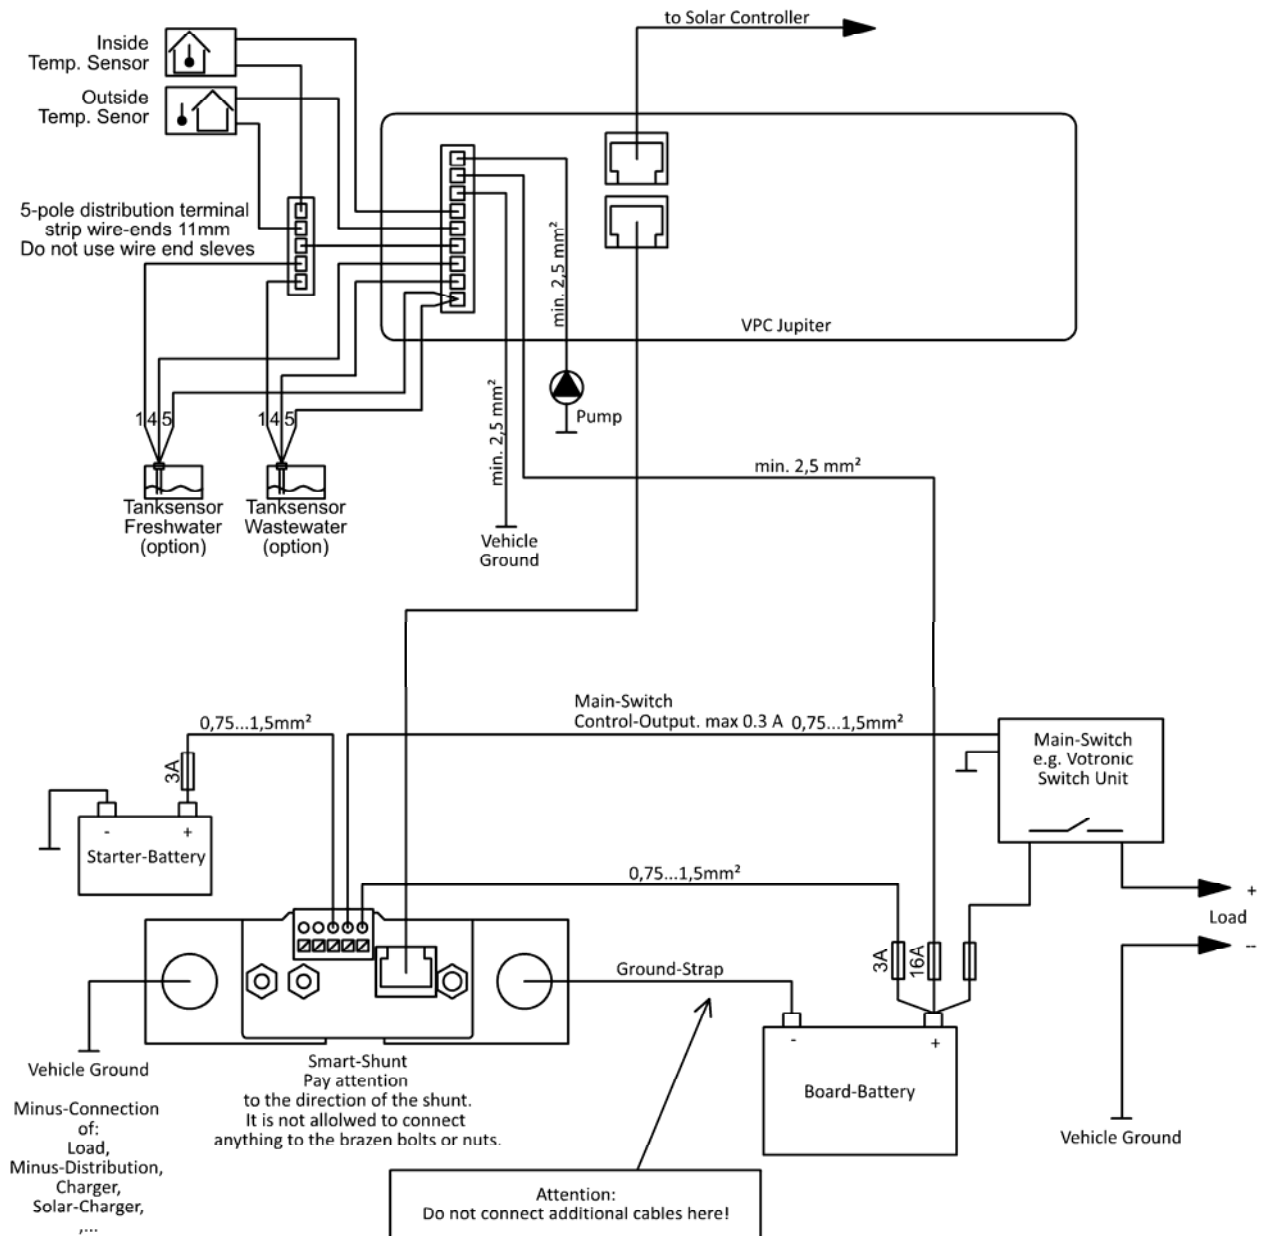 to Solar Controller
Inside
Temp. Sensor
Outside
Temp. Senor
5-pole distribution terminal
strip wire-ends 11mm
Do not use wire end sleves
min. 2,5 mm²
VPC Jupiter
min. 2,5 mm²
Pump
min. 2,5 mm²
145
145
Tanksensor
Freshwater
(option)
Tanksensor
Wastewater
(option)
Vehicle
Ground
Main-Switch
Control-Output. max 0.3 A 0,75...1,5mm²
0,75...1,5mm²
3A
- +
Starter-Battery
Main-Switch
e.g. Votronic
Switch Unit
0,75...1,5mm²
+
Load
--
3A
16A
Ground-Strap
Vehicle Ground
Minus-Connection
of:
Load,
Minus-Distribution,
Charger,
Solar-Charger,
,...
Smart-Shunt
Pay attention
to the direction of the shunt.
It is not allolwed to connect
anything to the brazen bolts or nuts.
- +
Board-Battery
Vehicle Ground
Attention:
Do not connect additional cables here!